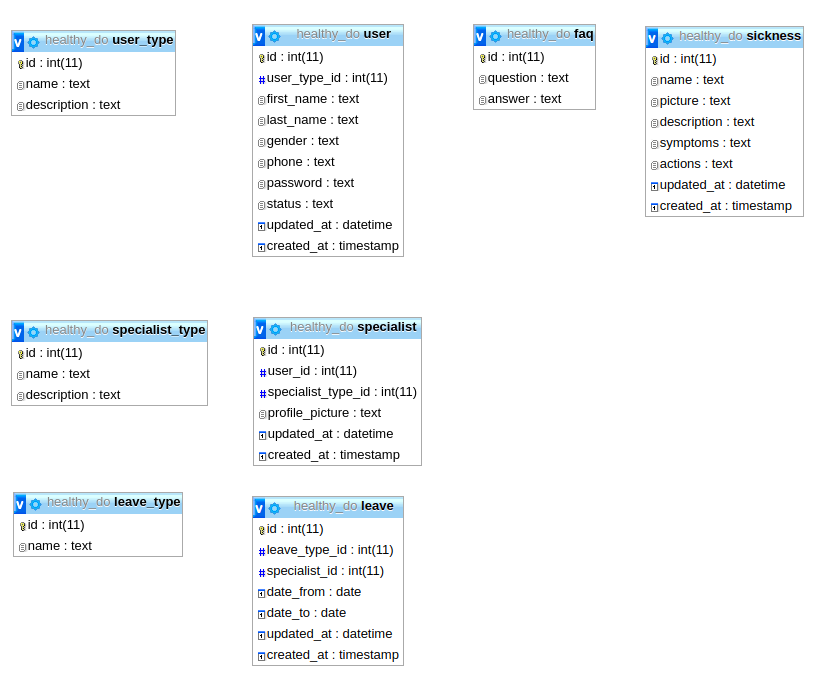 v healthy_do user_type
id : int(11)
name : text
description : text
v healthy_do user
id : int(11)
user_type_id : int(11)
first_name : text
last_name : text
gender : text
phone : text
password : text
status : text
updated_at : datetime
created_at : timestamp
v healthy_do faq
id : int(11)
question : text
answer : text
v healthy_do sickness
id : int(11)
name : text
picture : text
description : text
symptoms : text
actions : text
updated_at : datetime
created_at : timestamp
v healthy_do specialist_type
id : int(11)
name : text
description : text
v healthy_do specialist
id : int(11)
user_id : int(11)
specialist_type_id : int(11)
profile_picture : text
updated_at : datetime
created_at : timestamp
v healthy_do leave_type
id : int(11)
name : text
v healthy_do leave
id : int(11)
leave_type_id : int(11)
specialist_id : int(11)
date_from : date
date_to : date
updated_at : datetime
created_at : timestamp